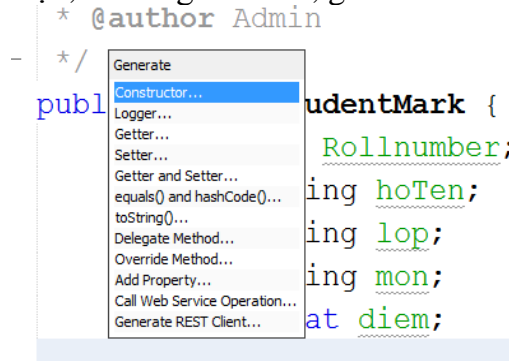 * @author Admin
*/
publ
udentMark {
Rollnumber;
ing hoTen;
ing lop;
ing mon;
at diem;
Generate
Constructor...
Logger...
Getter...
Setter...
Getter and Setter...
equals() and hashCode()...
toString()...
Delegate Method...
Override Method...
Add Property...
Call Web Service Operation...
Generate REST Client...